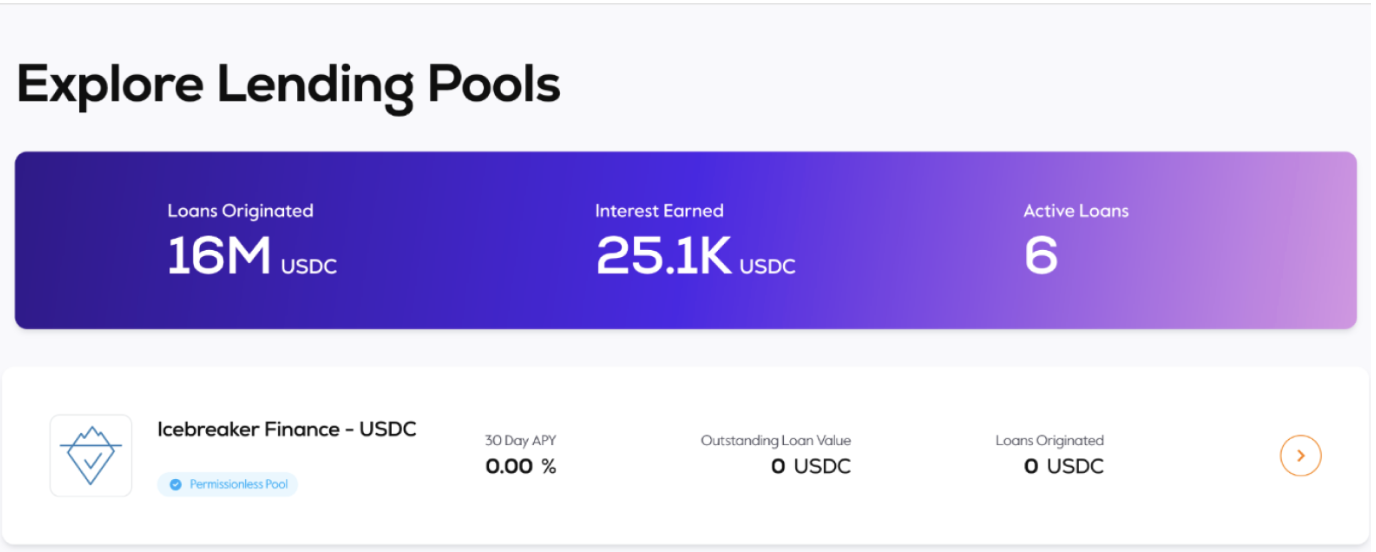 Explore Lending Pools
Loans Originated
16M USDC
Interest Earned
25.1K USDC
Active Loans
6
Icebreaker Finance - USDC
Permissionless Pool
30 Day APY
0.00 %
Outstanding Loan Value
0 USDC
Loans Originated
0 USDC